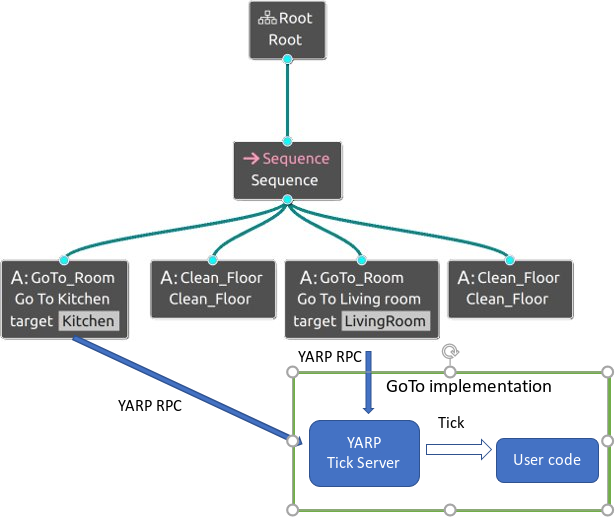 Root
Root
Sequence
Sequence
A:GoTo_Room
Go To Kitchen
target Kitchen
A:Clean_Floor
Clean_Floor
A:GoTo_Room
Go To Living room
target LivingRoom
A:Clean_Floor
Clean_Floor
YARP RPC
YARP RPC
GoTo implementation
YARP
Tick Server
Tick
User code